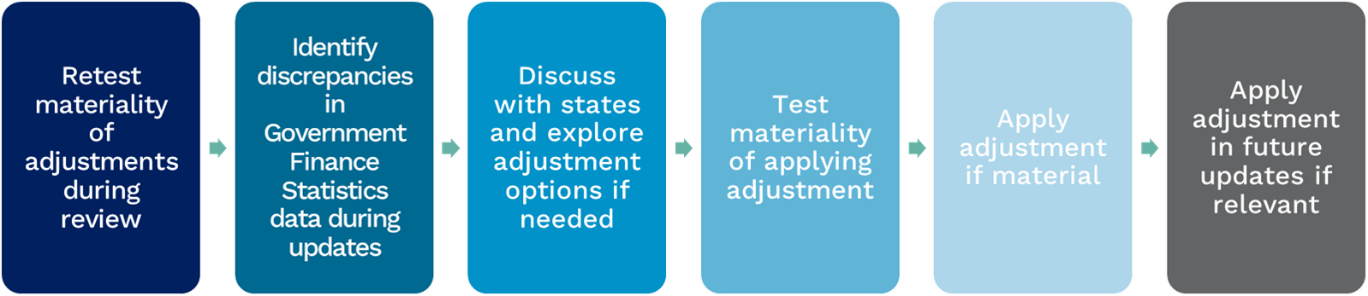 Retest
materiality
of
adjustments
during
review
Identify
discrepancies
in
Government
Finance
Statistics
data during
updates
Discuss
with states
and explore
adjustment
options if
needed
Test
materiality
of applying
adjustment
Apply
adjustment
if material
Apply
adjustment
in future
updates if
relevant